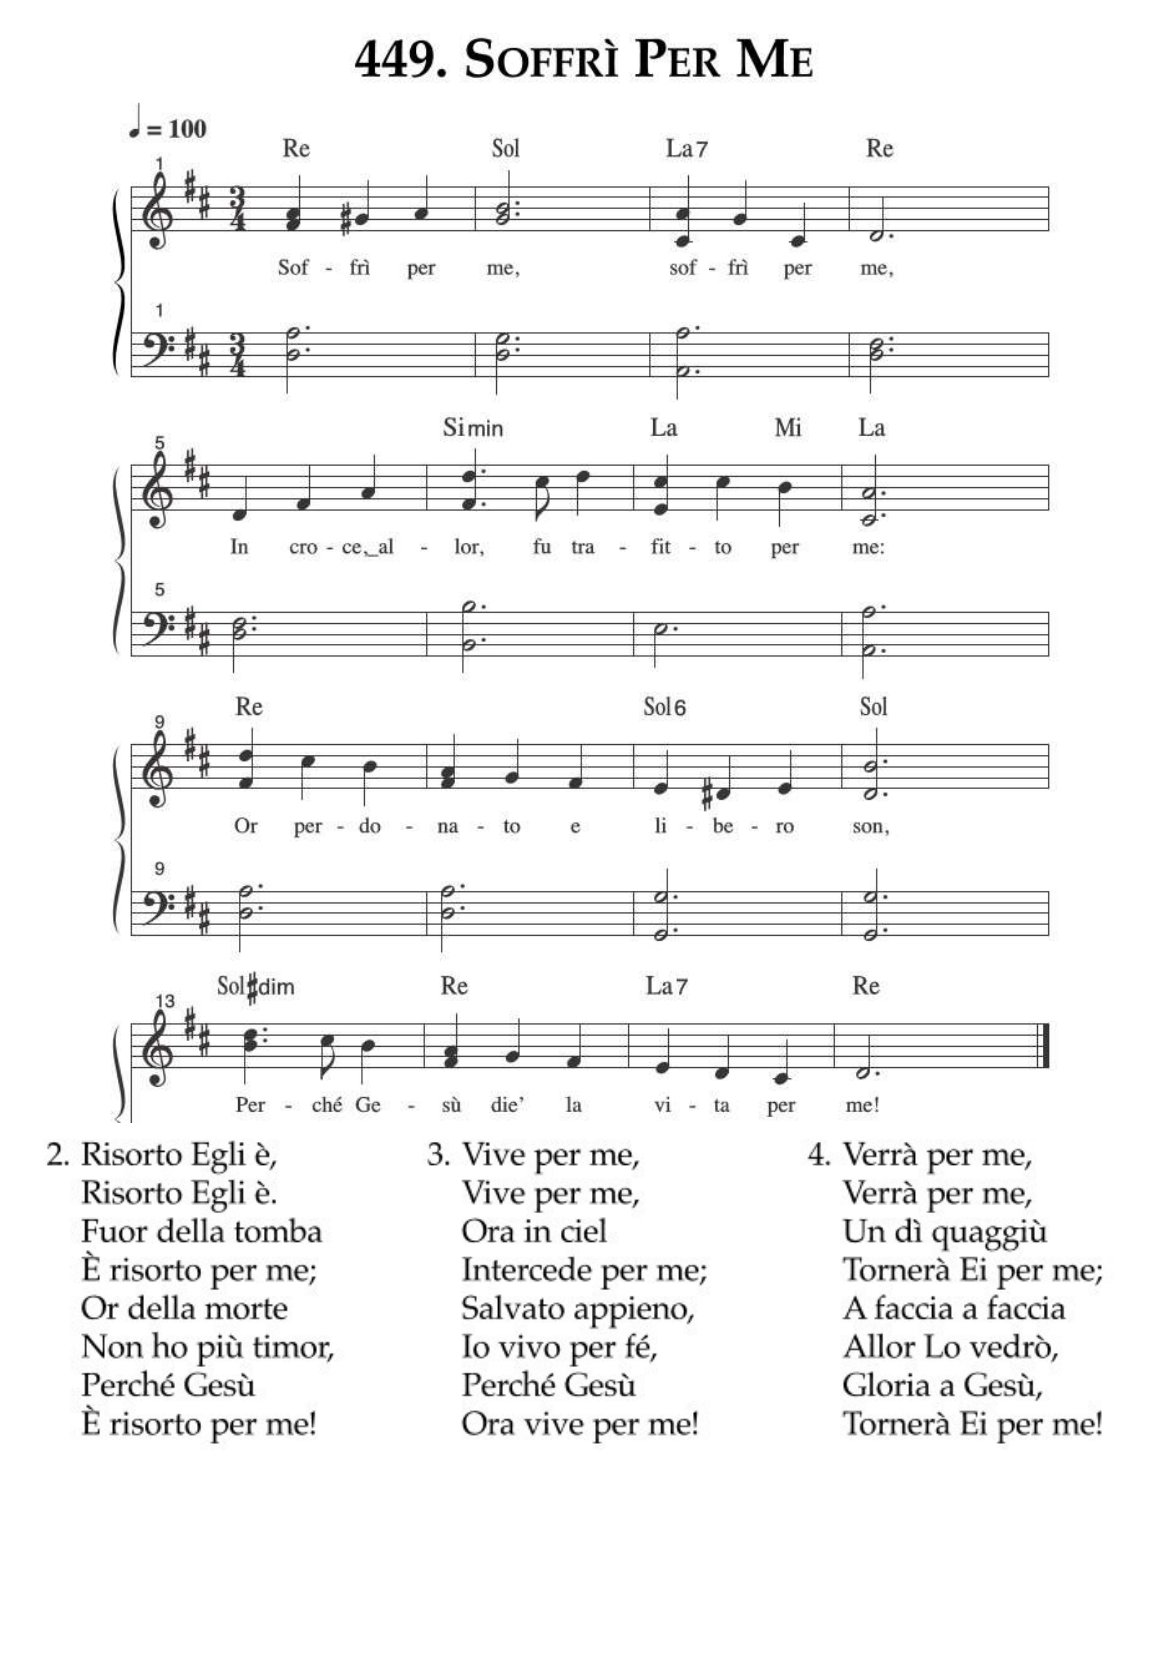 449. Soffrì Per Me
♩ = 100
Re Sol La7 Re
1
3 4
Sof - frì per me, sof - frì per me,
1
3 4
Simin La Mi La
5
In cro - ce,_al - lor, fu tra - fit - to per me:
5
Re Sol6 Sol
9
Or per - do - na - to e li - be - ro son,
9
Sol♯dim Re La7 Re
13
Per - ché Ge - sù die' la vi - ta per me!
2. Risorto Egli è,
Risorto Egli è.
Fuor della tomba
È risorto per me;
Or della morte
Non ho più timor,
Perché Gesù
È risorto per me!
3. Vive per me,
Vive per me,
Ora in ciel
Intercede per me;
Salvato appieno,
Io vivo per fé,
Perché Gesù
Ora vive per me!
4. Verrà per me,
Verrà per me,
Un dì quaggiù
Tornerà Ei per me;
A faccia a faccia
Allor Lo vedrò,
Gloria a Gesù,
Tornerà Ei per me!